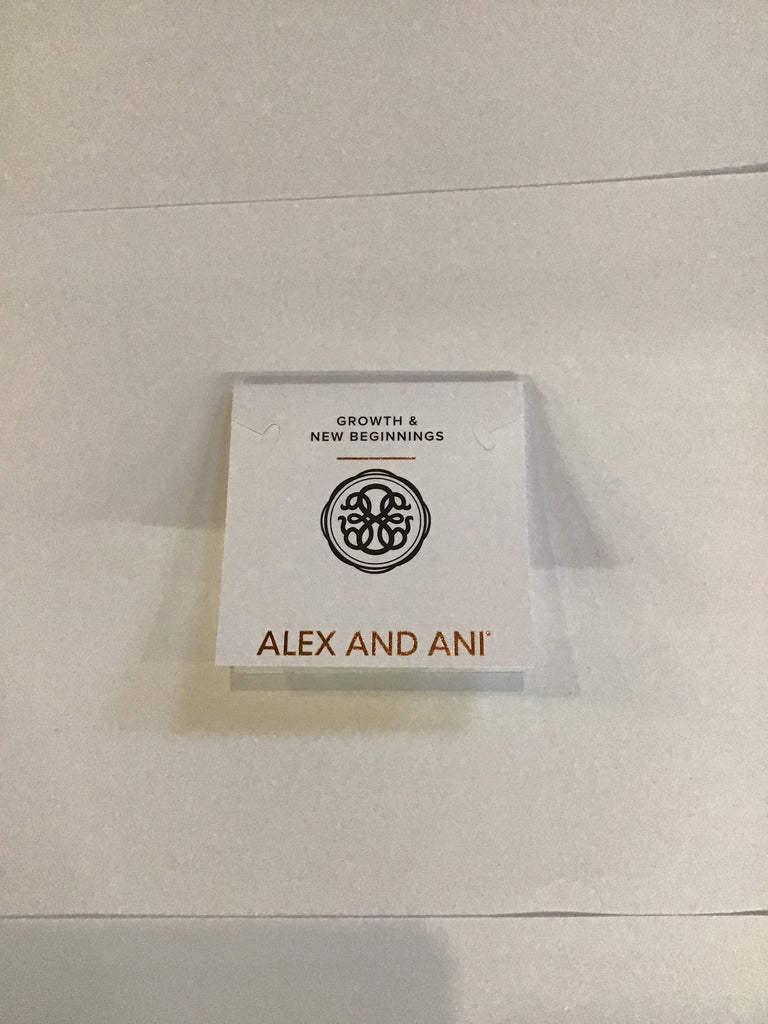 GROWTH &
NEW BEGINNINGS
ALEX AND ANI